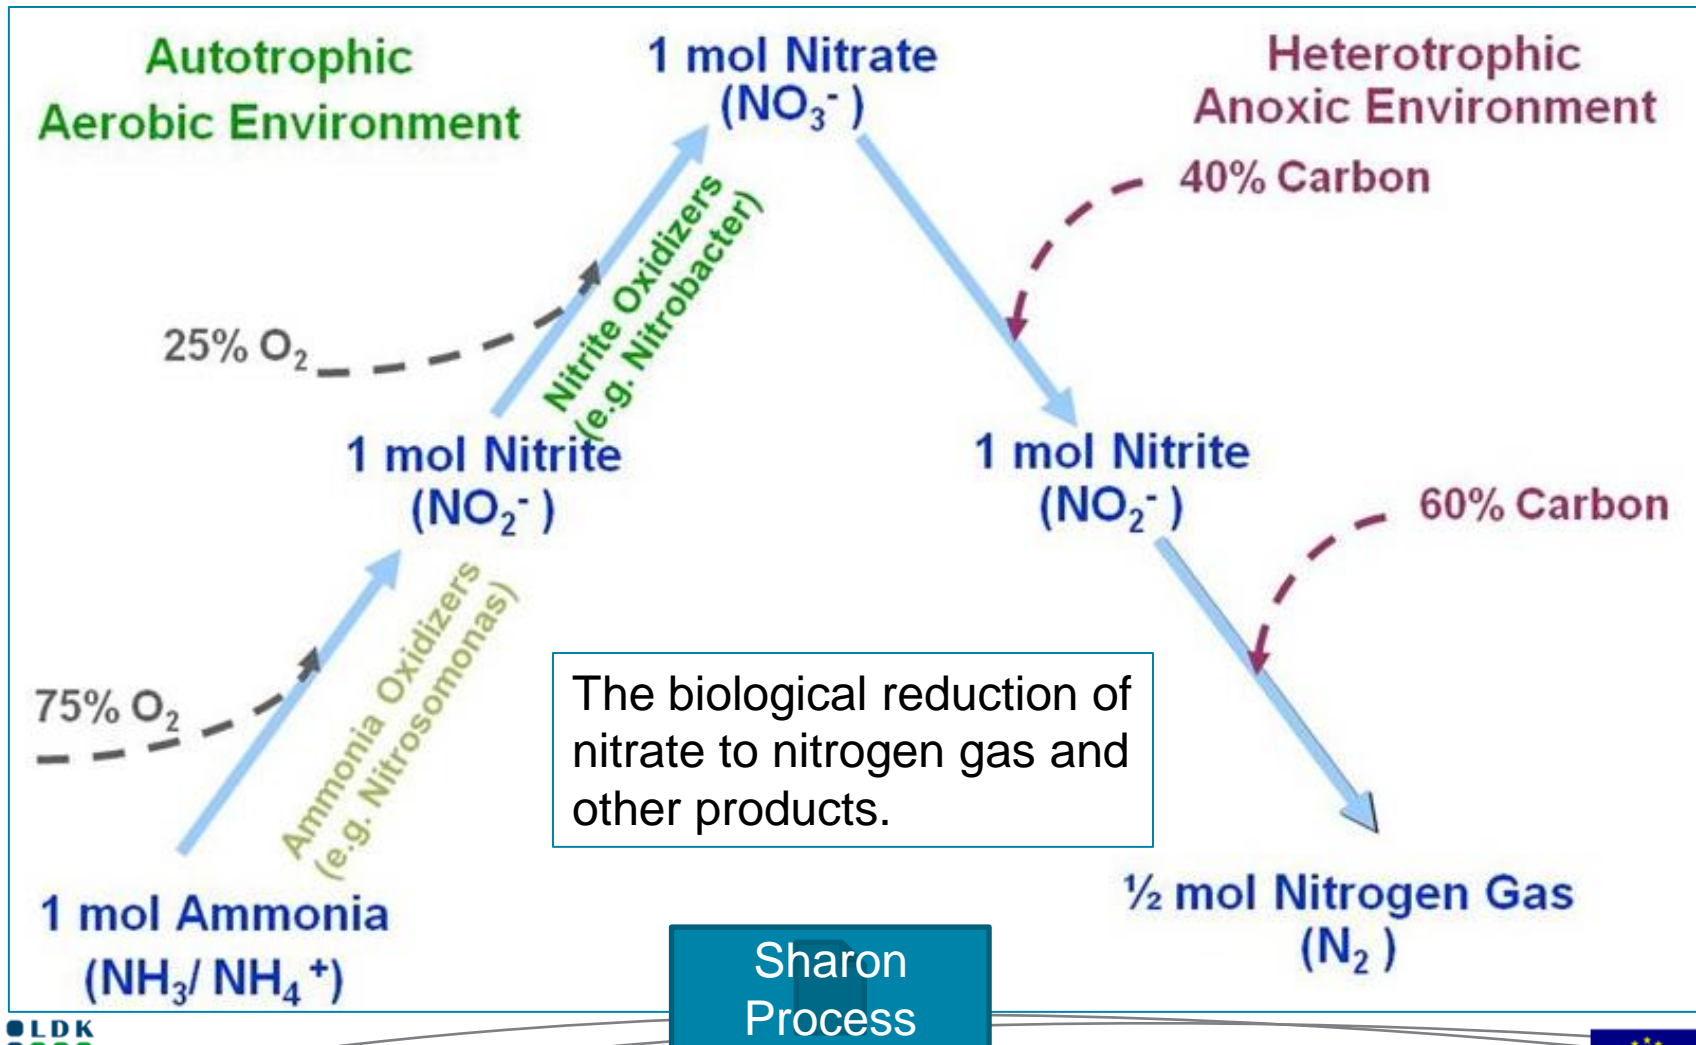 Autotrophic
Aerobic Environment
1 mol Nitrate
(NO₃⁻ )
Heterotrophic
Anoxic Environment
40% Carbon
Nitrite Oxidizers
(e.g. Nitrobacter)
25% O₂
1 mol Nitrite
(NO₂⁻ )
1 mol Nitrite
(NO₂⁻ )
60% Carbon
Ammonia Oxidizers
(e.g. Nitrosomonas)
75% O₂
The biological reduction of
nitrate to nitrogen gas and
other products.
1 mol Ammonia
(NH₃/ NH₄⁺)
½ mol Nitrogen Gas
(N₂ )
Sharon
Process
LDK